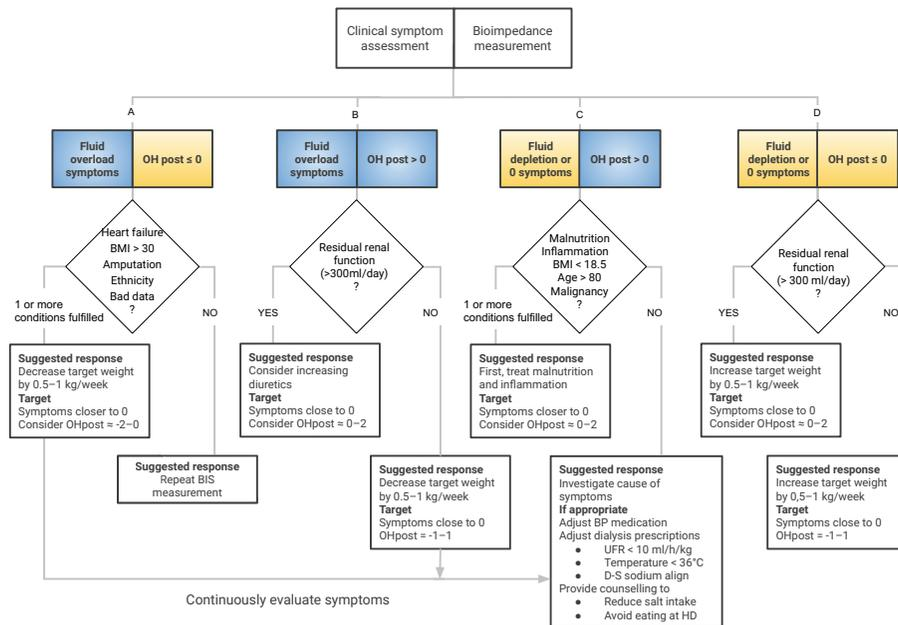 Clinical symptom
assessment
Bioimpedance
measurement
A
B
C
D
Fluid
overload
symptoms
OH post ≤ 0
Fluid
overload
symptoms
OH post > 0
Fluid
depletion or
0 symptoms
OH post > 0
Fluid
depletion or
0 symptoms
OH post ≤ 0
Heart failure
BMI > 30
Amputation
Ethnicity
Bad data
?
Residual renal
function
(>300ml/day)
?
Malnutrition
Inflammation
BMI < 18.5
Age > 80
Malignancy
?
Residual renal
function
(> 300 ml/day)
?
1 or more
conditions fulfilled
NO
YES
NO
1 or more
conditions fulfilled
NO
YES
NO
Suggested response
Decrease target weight
by 0.5–1 kg/week
Target
Symptoms closer to 0
Consider OHpost ≈ -2–0
Suggested response
Consider increasing
diuretics
Target
Symptoms close to 0
Consider OHpost ≈ 0–2
Suggested response
First, treat malnutrition
and inflammation
Target
Symptoms close to 0
Consider OHpost ≈ 0–2
Suggested response
Increase target weight
by 0.5–1 kg/week
Target
Symptoms close to 0
Consider OHpost ≈ 0–2
Suggested response
Repeat BIS
measurement
Suggested response
Decrease target weight
by 0.5–1 kg/week
Target
Symptoms close to 0
OHpost = -1–1
Suggested response
Investigate cause of
symptoms
If appropriate
Adjust BP medication
Adjust dialysis prescriptions
• UFR < 10 ml/h/kg
• Temperature < 36°C
• D-S sodium align
Provide counselling to
• Reduce salt intake
• Avoid eating at HD
Suggested response
Increase target weight
by 0,5–1 kg/week
Target
Symptoms close to 0
OHpost = -1–1
Continuously evaluate symptoms